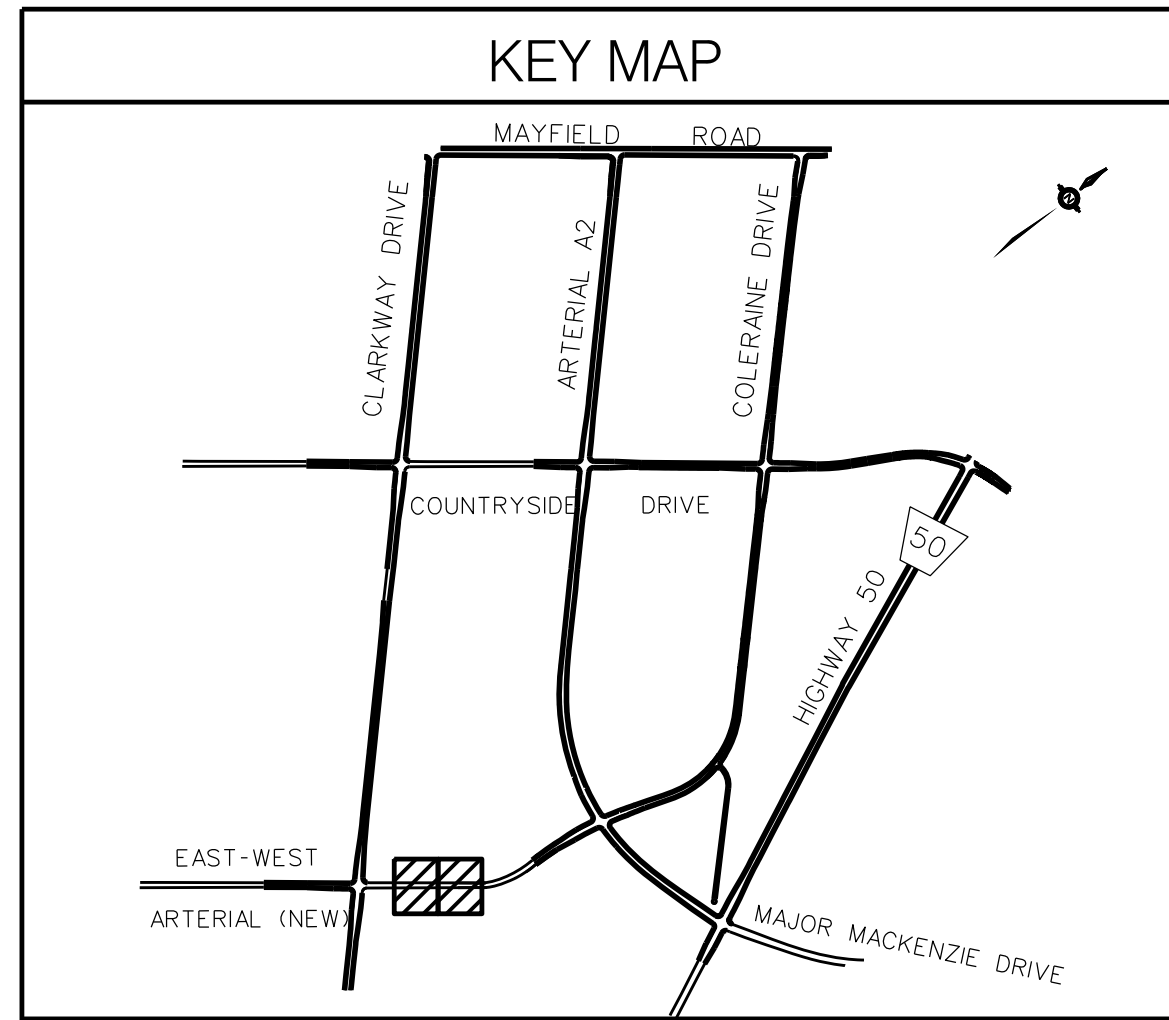 KEY MAP
MAYFIELD ROAD
N
CLARKWAY DRIVE
ARTERIAL A2
COLERAINE DRIVE
COUNTRYSIDE DRIVE
50
HIGHWAY 50
EAST-WEST
ARTERIAL (NEW)
MAJOR MACKENZIE DRIVE